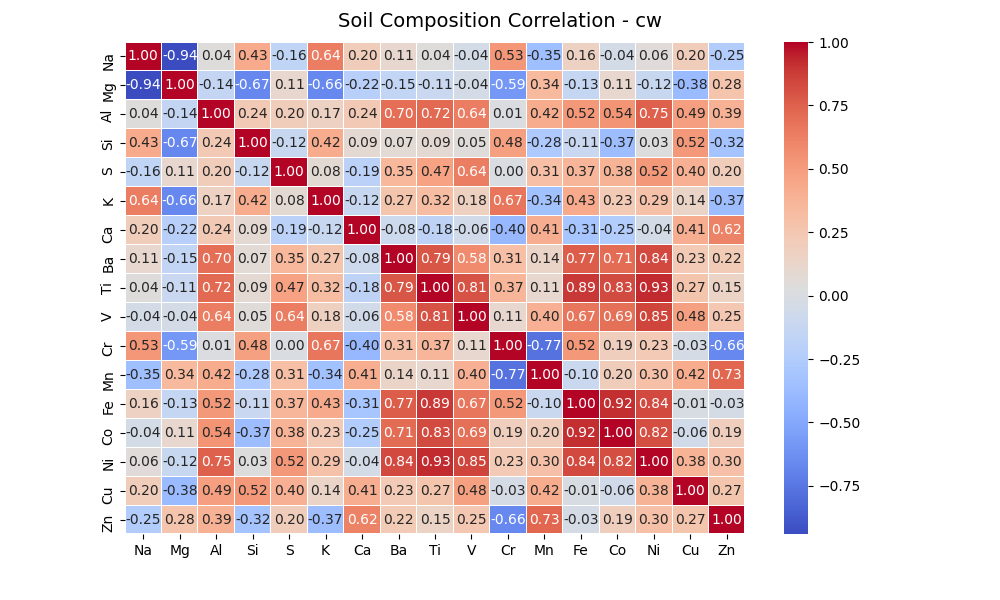 Soil Composition Correlation - cw
Na 1.00 -0.94 0.04 0.43 -0.16 0.64 0.20 0.11 0.04 -0.04 0.53 -0.35 0.16 -0.04 0.06 0.20 -0.25
Mg -0.94 1.00 -0.14 -0.67 0.11 -0.66 -0.22 -0.15 -0.11 -0.04 -0.59 0.34 -0.13 0.11 -0.12 -0.38 0.28
Al 0.04 -0.14 1.00 0.24 0.20 0.17 0.24 0.70 0.72 0.64 0.01 0.42 0.52 0.54 0.75 0.49 0.39
Si 0.43 -0.67 0.24 1.00 -0.12 0.42 0.09 0.07 0.09 0.05 0.48 -0.28 -0.11 -0.37 0.03 0.52 -0.32
S -0.16 0.11 0.20 -0.12 1.00 0.08 -0.19 0.35 0.47 0.64 0.00 0.31 0.37 0.38 0.52 0.40 0.20
K 0.64 -0.66 0.17 0.42 0.08 1.00 -0.12 0.27 0.32 0.18 0.67 -0.34 0.43 0.23 0.29 0.14 -0.37
Ca 0.20 -0.22 0.24 0.09 -0.19 -0.12 1.00 -0.08 -0.18 -0.06 -0.40 0.41 -0.31 -0.25 -0.04 0.41 0.62
Ba 0.11 -0.15 0.70 0.07 0.35 0.27 -0.08 1.00 0.79 0.58 0.31 0.14 0.77 0.71 0.84 0.23 0.22
Ti 0.04 -0.11 0.72 0.09 0.47 0.32 -0.18 0.79 1.00 0.81 0.37 0.11 0.89 0.83 0.93 0.27 0.15
V -0.04 -0.04 0.64 0.05 0.64 0.18 -0.06 0.58 0.81 1.00 0.11 0.40 0.67 0.69 0.85 0.48 0.25
Cr 0.53 -0.59 0.01 0.48 0.00 0.67 -0.40 0.31 0.37 0.11 1.00 -0.77 0.52 0.19 0.23 -0.03 -0.66
Mn -0.35 0.34 0.42 -0.28 0.31 -0.34 0.41 0.14 0.11 0.40 -0.77 1.00 -0.10 0.20 0.30 0.42 0.73
Fe 0.16 -0.13 0.52 -0.11 0.37 0.43 -0.31 0.77 0.89 0.67 0.52 -0.10 1.00 0.92 0.84 -0.01 -0.03
Co -0.04 0.11 0.54 -0.37 0.38 0.23 -0.25 0.71 0.83 0.69 0.19 0.20 0.92 1.00 0.82 -0.06 0.19
Ni 0.06 -0.12 0.75 0.03 0.52 0.29 -0.04 0.84 0.93 0.85 0.23 0.30 0.84 0.82 1.00 0.38 0.30
Cu 0.20 -0.38 0.49 0.52 0.40 0.14 0.41 0.23 0.27 0.48 -0.03 0.42 -0.01 -0.06 0.38 1.00 0.27
Zn -0.25 0.28 0.39 -0.32 0.20 -0.37 0.62 0.22 0.15 0.25 -0.66 0.73 -0.03 0.19 0.30 0.27 1.00
Na Mg Al Si S K Ca Ba Ti V Cr Mn Fe Co Ni Cu Zn
1.00
0.75
0.50
0.25
0.00
−0.25
−0.50
−0.75